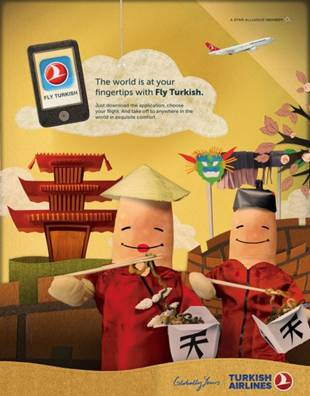 A STAR ALLIANCE MEMBER
FLY TURKISH
The world is at your
fingertips with Fly Turkish.
Just download the application, choose
your flight. And take off to anywhere in the
world in exquisite comfort.
天
天
Globally Yours
TURKISH
AIRLINES